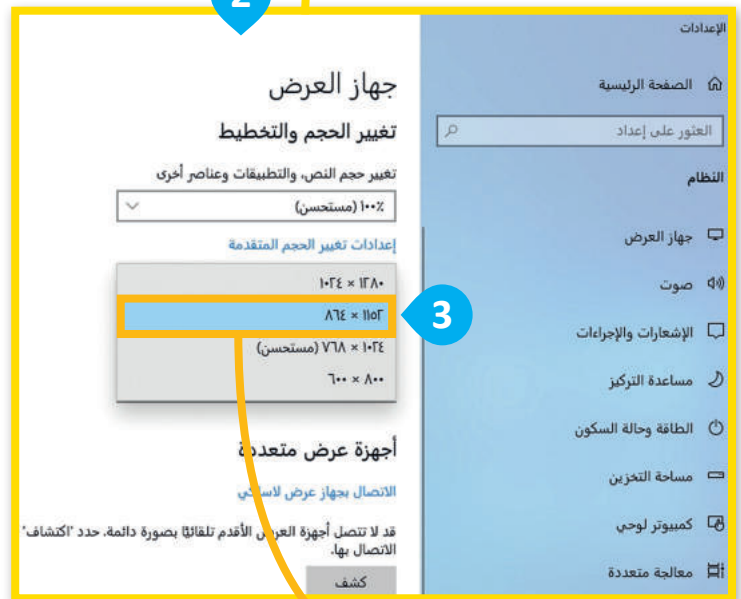 2
الإعدادات
الصفحة الرئيسية
العثور على إعداد
النظام
جهاز العرض
صوت
الإشعارات والإجراءات
مساعدة التركيز
الطاقة وحالة السكون
مساحة التخزين
كمبيوتر لوحي
معالجة متعددة
جهاز العرض
تغيير الحجم والتخطيط
تغيير حجم النص، والتطبيقات وعناصر أخرى
١٠٠٪ (مستحسن)
إعدادات تغيير الحجم المتقدمة
١٢٨٠ × ١٠٢٤
١١٥٢ × ٨٦٤
3
١٠٢٤ × ٧٦٨ (مستحسن)
٨٠٠ × ٦٠٠
أجهزة عرض متعددة
الاتصال بجهاز عرض لاسلكي
قد لا تتصل أجهزة العرض الأقدم تلقائيًا بصورة دائمة. حدد "اكتشاف"
الاتصال بها.
كشف